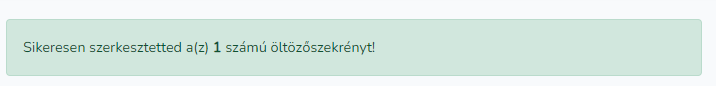 Sikeresen szerkesztetted a(z) 1 számú öltözőszekrényt!